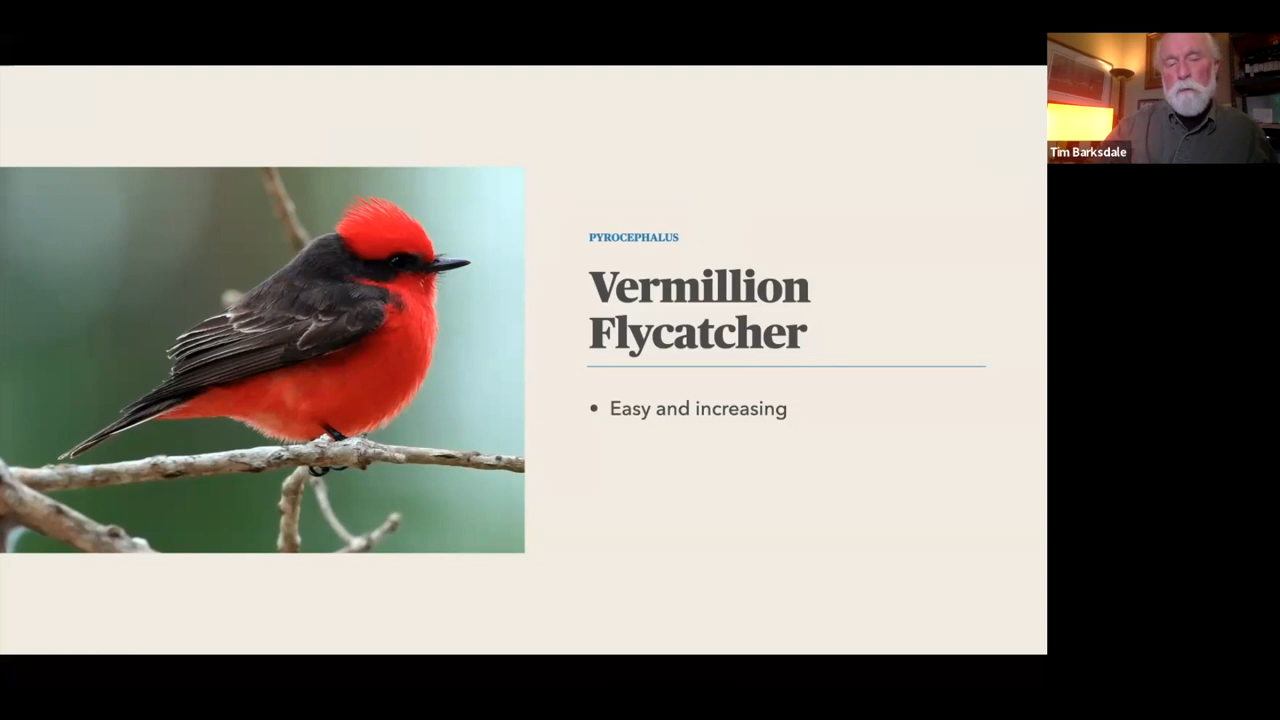 PYROCEPHALUS
Vermillion
Flycatcher
• Easy and increasing
Tim Barksdale